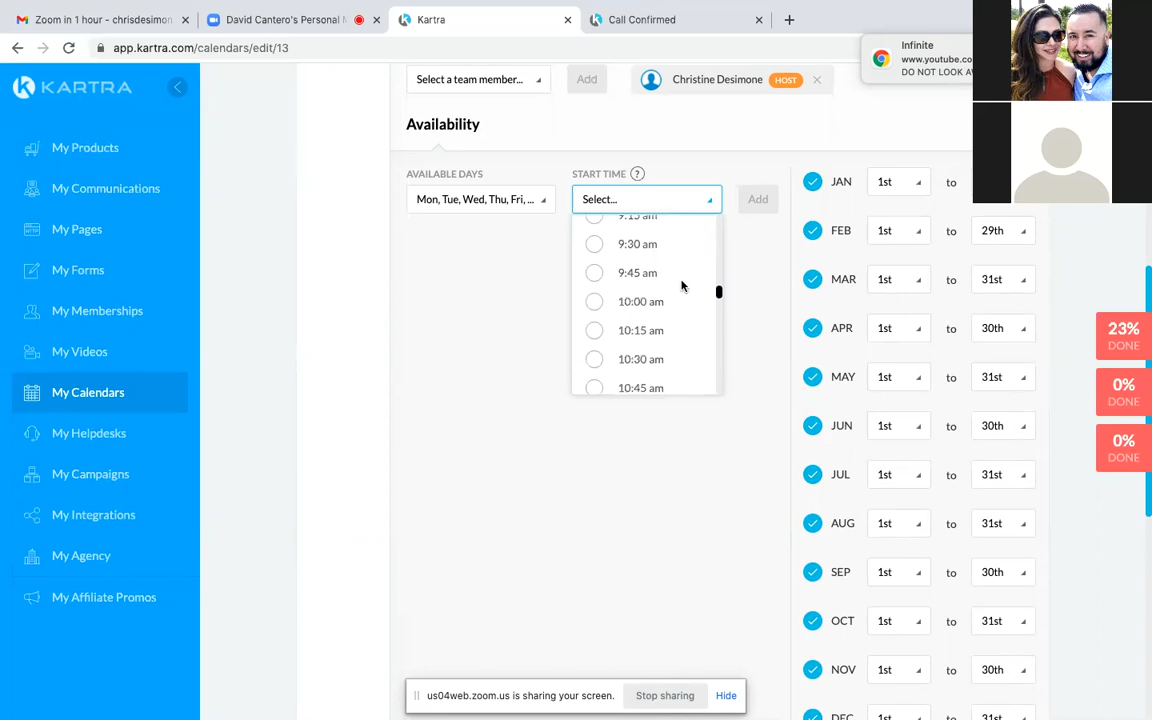 Zoom in 1 hour - chrisdesimon
David Cantero's Personal
Kartra
Call Confirmed
app.kartra.com/calendars/edit/13
Infinite
www.youtube.co
DO NOT LOOK
KARTRA
Select a team member...
Add
Christine Desimone
HOST
Availability
My Products
My Communications
My Pages
My Forms
My Memberships
My Videos
My Calendars
My Helpdesks
My Campaigns
My Integrations
My Agency
My Affiliate Promos
AVAILABLE DAYS
START TIME ?
Mon, Tue, Wed, Thu, Fri, ...
Select...
Add
9:15 am
9:30 am
9:45 am
10:00 am
10:15 am
10:30 am
10:45 am
JAN 1st to
FEB 1st to 29th
MAR 1st to 31st
APR 1st to 30th
MAY 1st to 31st
JUN 1st to 30th
JUL 1st to 31st
AUG 1st to 31st
SEP 1st to 30th
OCT 1st to 31st
NOV 1st to 30th
DEC 1st to 31st
23%
DONE
0%
DONE
0%
DONE
us04web.zoom.us is sharing your screen.
Stop sharing
Hide